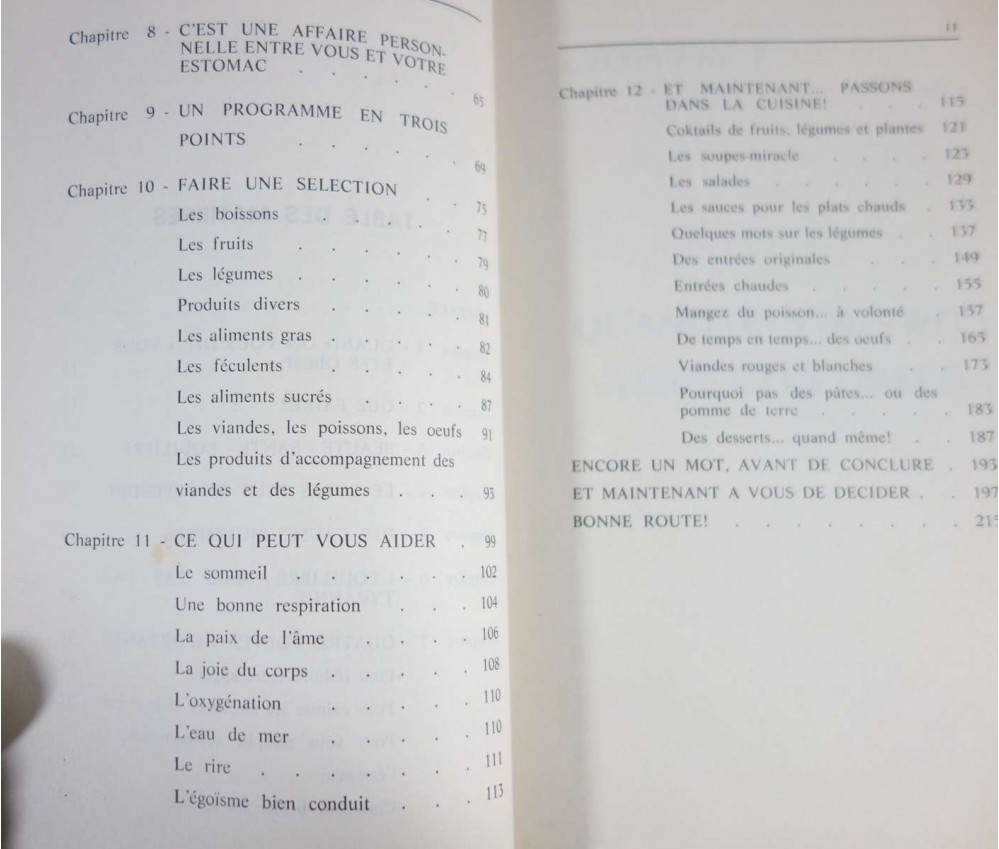 Chapitre 8 - C'EST UNE AFFAIRE PERSON-
NELLE ENTRE VOUS ET VOTRE
ESTOMAC . . . . . 65
Chapitre 9 - UN PROGRAMME EN TROIS
POINTS . . . . . 69
Chapitre 10 - FAIRE UNE SELECTION . . 75
Les boissons . . . . . 77
Les fruits . . . . . . 79
Les légumes . . . . . . 80
Produits divers . . . . . 81
Les aliments gras . . . . . 82
Les féculents . . . . . . 84
Les aliments sucrés . . . . 87
Les viandes, les poissons, les oeufs 91
Les produits d'accompagnement des
viandes et des légumes . . . 93
Chapitre 11 - CE QUI PEUT VOUS AIDER . 99
Le sommeil . . . . . . 102
Une bonne respiration . . . 104
La paix de l'âme . . . . . 106
La joie du corps . . . . . 108
L'oxygénation . . . . . 110
L'eau de mer . . . . . 110
Le rire . . . . . . . 111
L'égoïsme bien conduit . . . 113
11
Chapitre 12 - ET MAINTENANT... PASSONS
DANS LA CUISINE! . . . 115
Coktails de fruits, légumes et plantes 121
Les soupes-miracle . . . . 123
Les salades . . . . . . 129
Les sauces pour les plats chauds . 133
Quelques mots sur les légumes . . 137
Des entrées originales . . . 149
Entrées chaudes . . . . . 155
Mangez du poisson... à volonté . 157
De temps en temps... des oeufs . . 165
Viandes rouges et blanches . . 173
Pourquoi pas des pâtes... ou des
pomme de terre . . . . . 183
Des desserts... quand même! . . 187
ENCORE UN MOT, AVANT DE CONCLURE . 193
ET MAINTENANT A VOUS DE DECIDER . . 197
BONNE ROUTE! . . . . . . . . 215